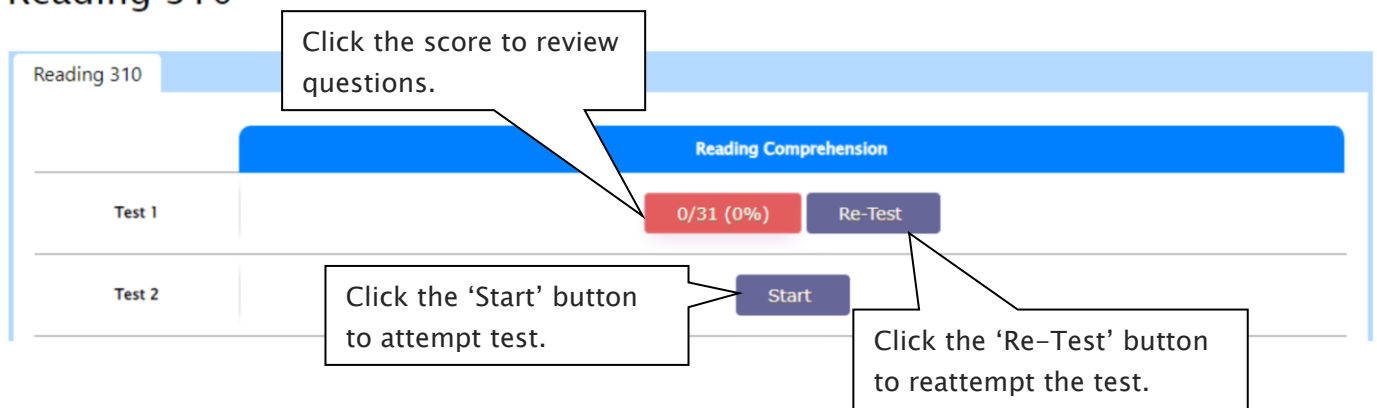 Click the score to review
questions.
Reading 310
Reading Comprehension
Test 1
0/31 (0%)
Re-Test
Test 2
Click the ‘Start’ button
to attempt test.
Start
Click the ‘Re-Test’ button
to reattempt the test.